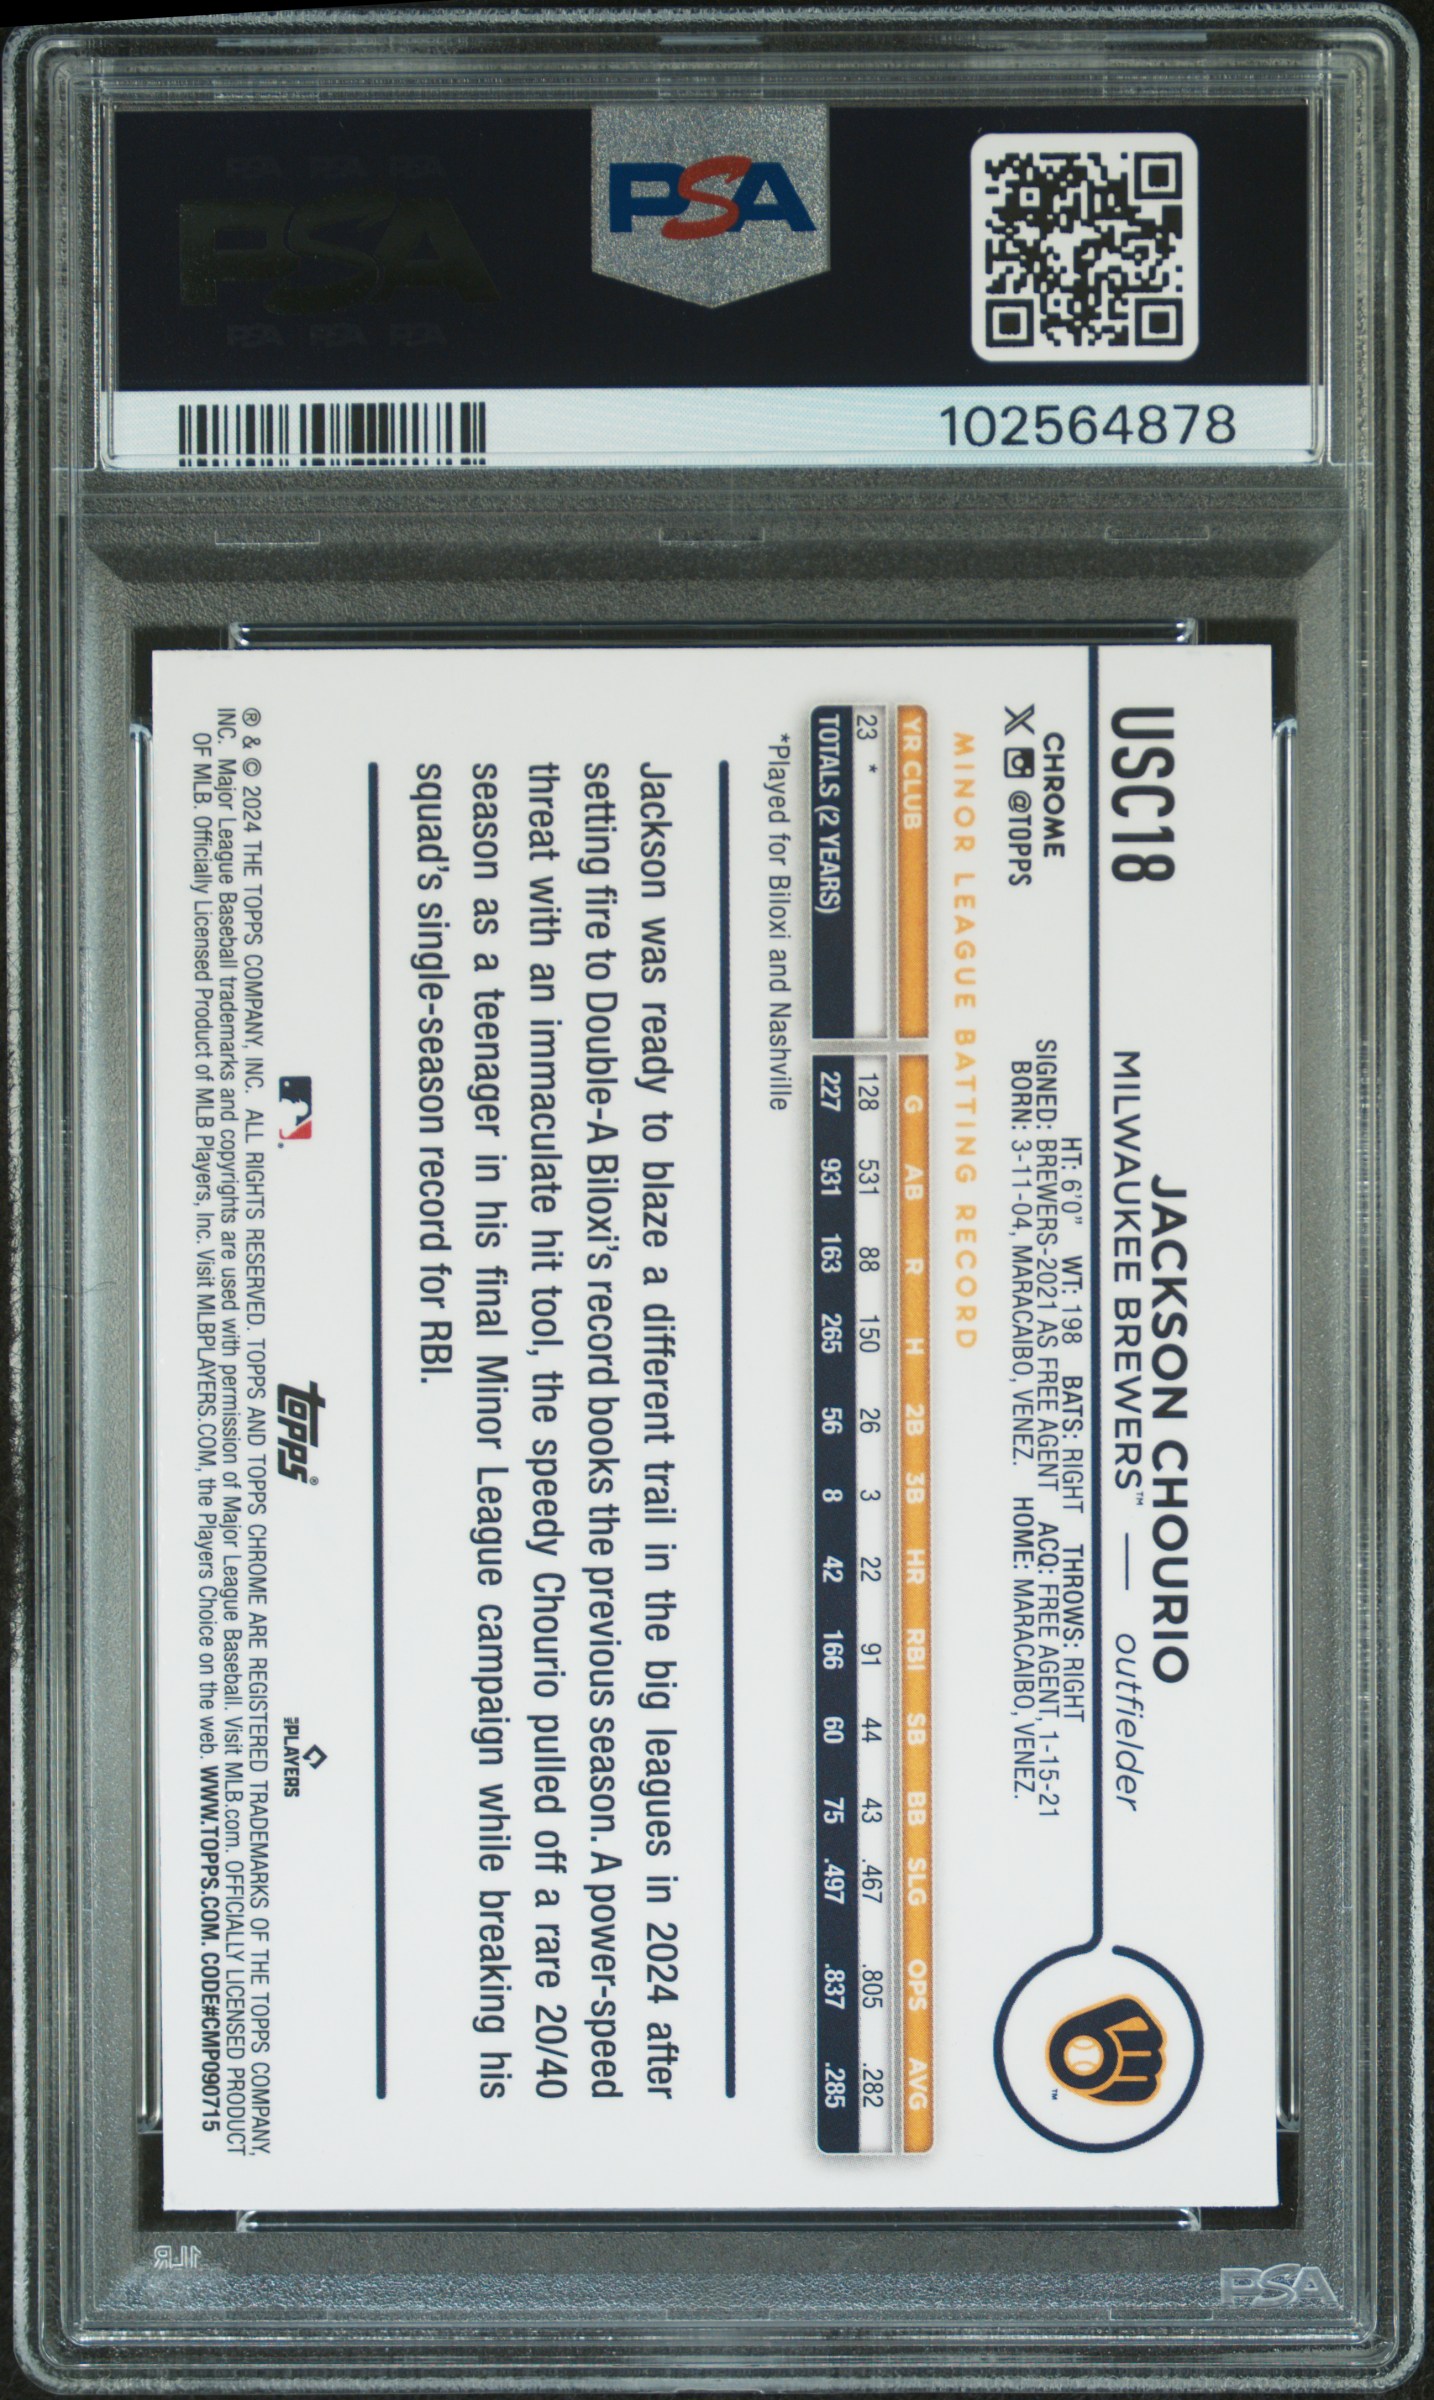 PSA PSA PSA
PSA
PSA PSA PSA
PSA
102564878
USC18
JACKSON CHOURIO
MILWAUKEE BREWERS™ — outfielder
CHROME
X @TOPPS
HT: 6'0" WT: 198 BATS: RIGHT THROWS: RIGHT
SIGNED: BREWERS-2021 AS FREE AGENT ACQ: FREE AGENT, 1-15-21
BORN: 3-11-04, MARACAIBO, VENEZ. HOME: MARACAIBO, VENEZ.
MINOR LEAGUE BATTING RECORD
YR CLUB G AB R H 2B 3B HR RBI SB BB SLG OPS AVG
23 * 128 531 88 150 26 3 22 91 44 43 .467 .805 .282
TOTALS (2 YEARS) 227 931 163 265 56 8 42 166 60 75 .497 .837 .285
*Played for Biloxi and Nashville
Jackson was ready to blaze a different trail in the big leagues in 2024 after
setting fire to Double-A Biloxi's record books the previous season. A power-speed
threat with an immaculate hit tool, the speedy Chourio pulled off a rare 20/40
season as a teenager in his final Minor League campaign while breaking his
squad's single-season record for RBI.
topps®
PLAYERS
® & © 2024 THE TOPPS COMPANY, INC. ALL RIGHTS RESERVED. TOPPS AND TOPPS CHROME ARE REGISTERED TRADEMARKS OF THE TOPPS COMPANY,
INC. Major League Baseball trademarks and copyrights are used with permission of Major League Baseball. Visit MLB.com. OFFICIALLY LICENSED PRODUCT
OF MLB. Officially Licensed Product of MLB Players, Inc. Visit MLBPLAYERS.COM, the Players Choice on the web. WWW.TOPPS.COM. CODE#CMP090715
PSA